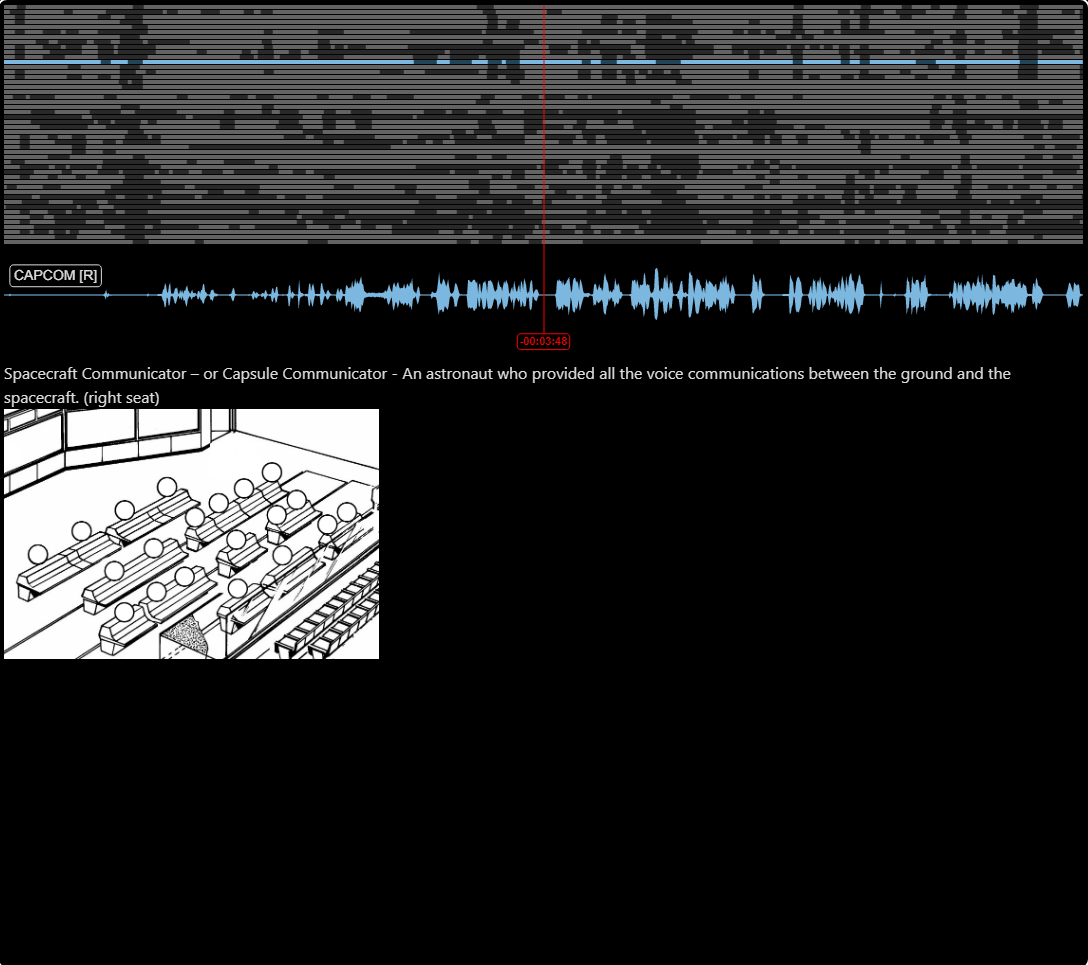 CAPCOM [R]
-00:03:48
Spacecraft Communicator – or Capsule Communicator - An astronaut who provided all the voice communications between the ground and the
spacecraft. (right seat)